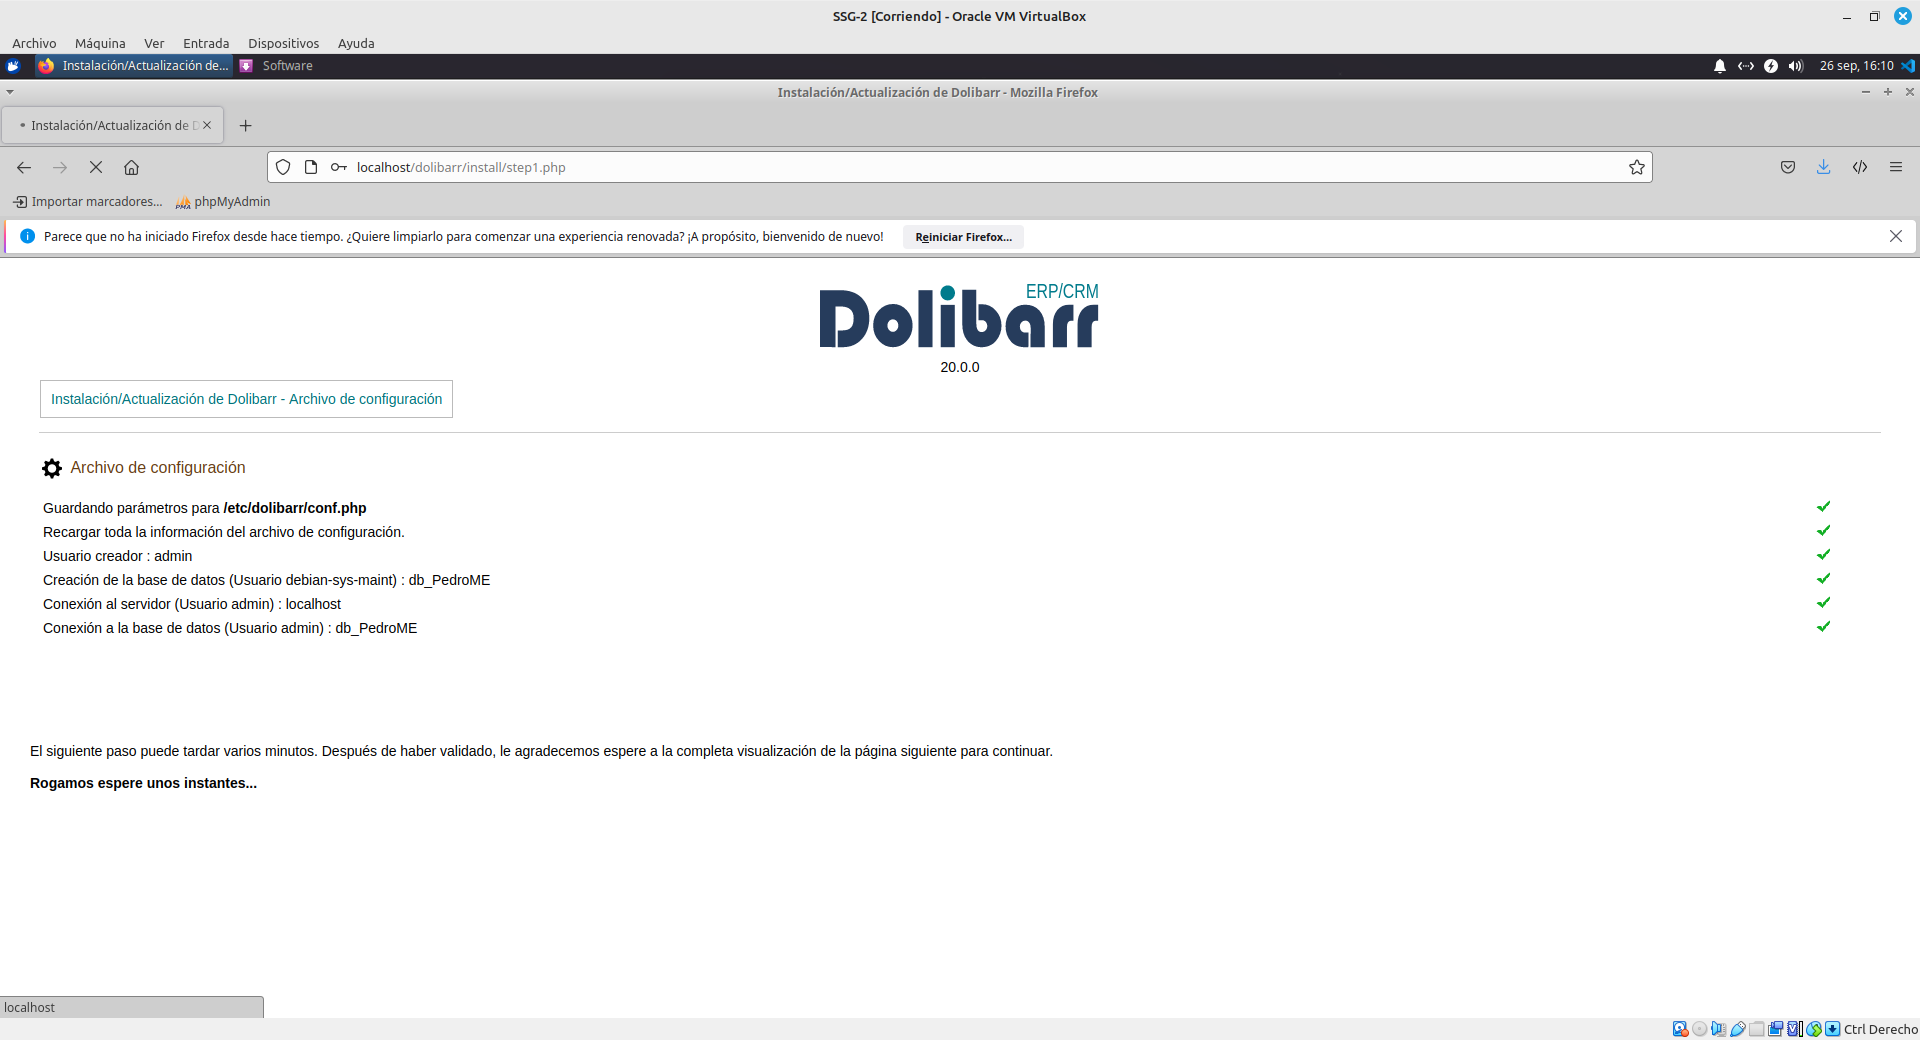 SSG-2 [Corriendo] - Oracle VM VirtualBox
Archivo Máquina Ver Entrada Dispositivos Ayuda
Instalación/Actualización de... Software 26 sep, 16:10
Instalación/Actualización de Dolibarr - Mozilla Firefox
Instalación/Actualización de D
localhost/dolibarr/install/step1.php
Importar marcadores... phpMyAdmin
Parece que no ha iniciado Firefox desde hace tiempo. ¿Quiere limpiarlo para comenzar una experiencia renovada? ¡A propósito, bienvenido de nuevo! Reiniciar Firefox...
ERP/CRM
Dolibarr
20.0.0
Instalación/Actualización de Dolibarr - Archivo de configuración
Archivo de configuración
Guardando parámetros para /etc/dolibarr/conf.php
Recargar toda la información del archivo de configuración.
Usuario creador : admin
Creación de la base de datos (Usuario debian-sys-maint) : db_PedroME
Conexión al servidor (Usuario admin) : localhost
Conexión a la base de datos (Usuario admin) : db_PedroME
El siguiente paso puede tardar varios minutos. Después de haber validado, le agradecemos espere a la completa visualización de la página siguiente para continuar.
Rogamos espere unos instantes...
localhost
Ctrl Derecho